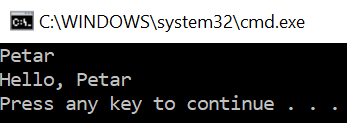 C:\WINDOWS\system32\cmd.exe
Petar
Hello, Petar
Press any key to continue . . .